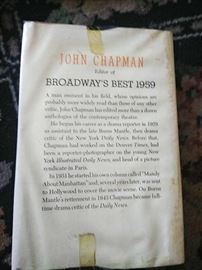 JOHN CHAPMAN
Editor of
BROADWAY'S BEST 1959
A man eminent in his field, whose opinions are
probably more widely read than those of any other
critic, John Chapman has edited more than a dozen
anthologies of the contemporary theatre.
He began his career as a drama reporter in 1929
as assistant to the late Burns Mantle, then drama
critic of the New York Daily News. Before that,
Chapman had worked on the Denver Times, had
been a reporter-photographer on the young New
York Illustrated Daily News, and head of a picture
syndicate in Paris.
In 1931 he started his own column called "Mainly
About Manhattan" and, several years later, was sent
to Hollywood to cover the movie scene. On Burns
Mantle's retirement in 1943 Chapman became full-
time drama critic of the Daily News.